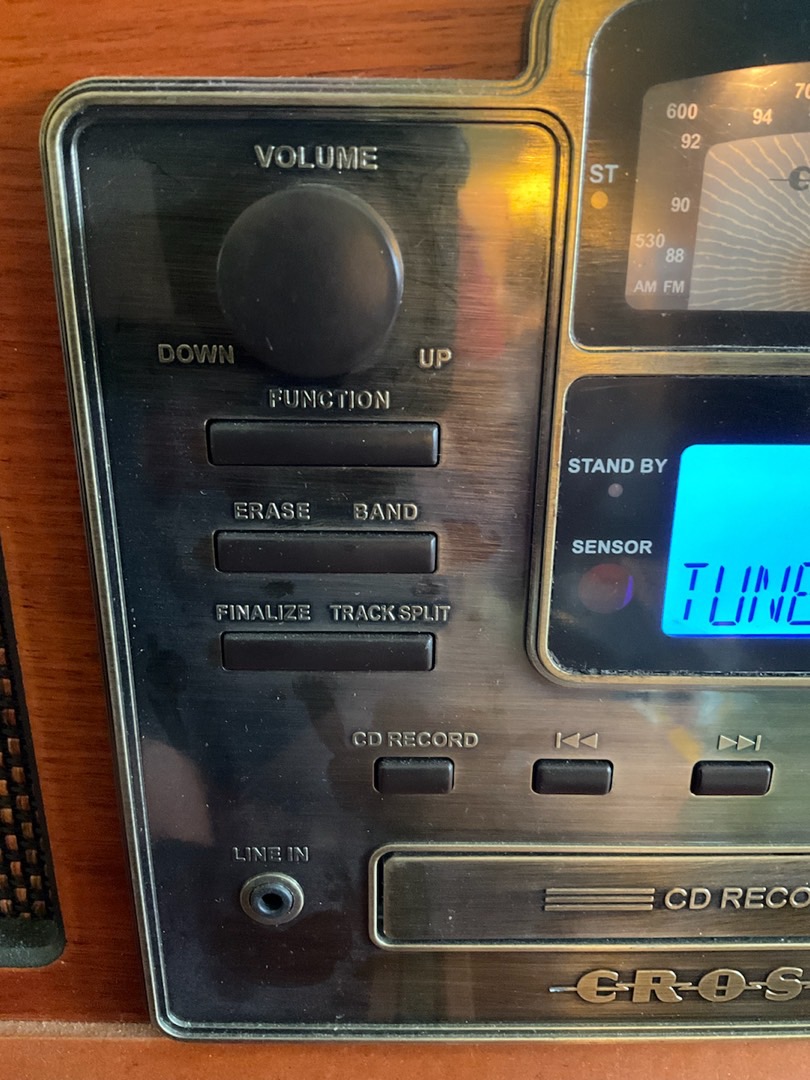 VOLUME
DOWN UP
FUNCTION
ERASE BAND
FINALIZE TRACK SPLIT
CD RECORD
LINE IN
600 94
92
ST
90
530
88
AM FM
STAND BY
SENSOR
TUNE
CD RECO
CROS